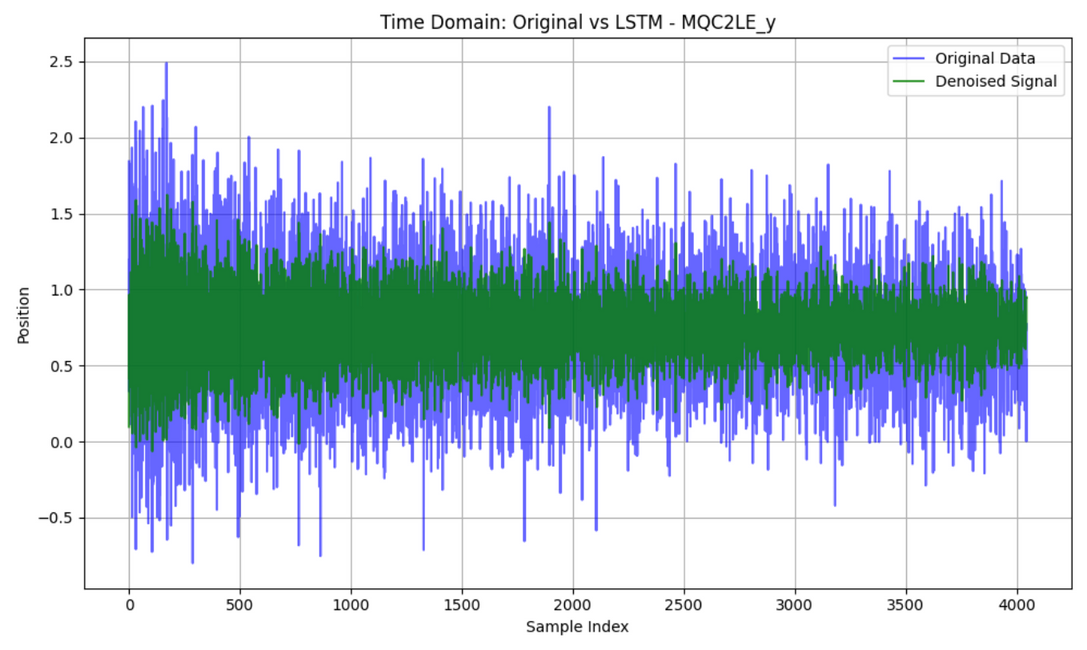 Time Domain: Original vs LSTM - MQC2LE_y
Original Data
Denoised Signal
2.5
2.0
1.5
1.0
0.5
0.0
−0.5
Position
0 500 1000 1500 2000 2500 3000 3500 4000
Sample Index